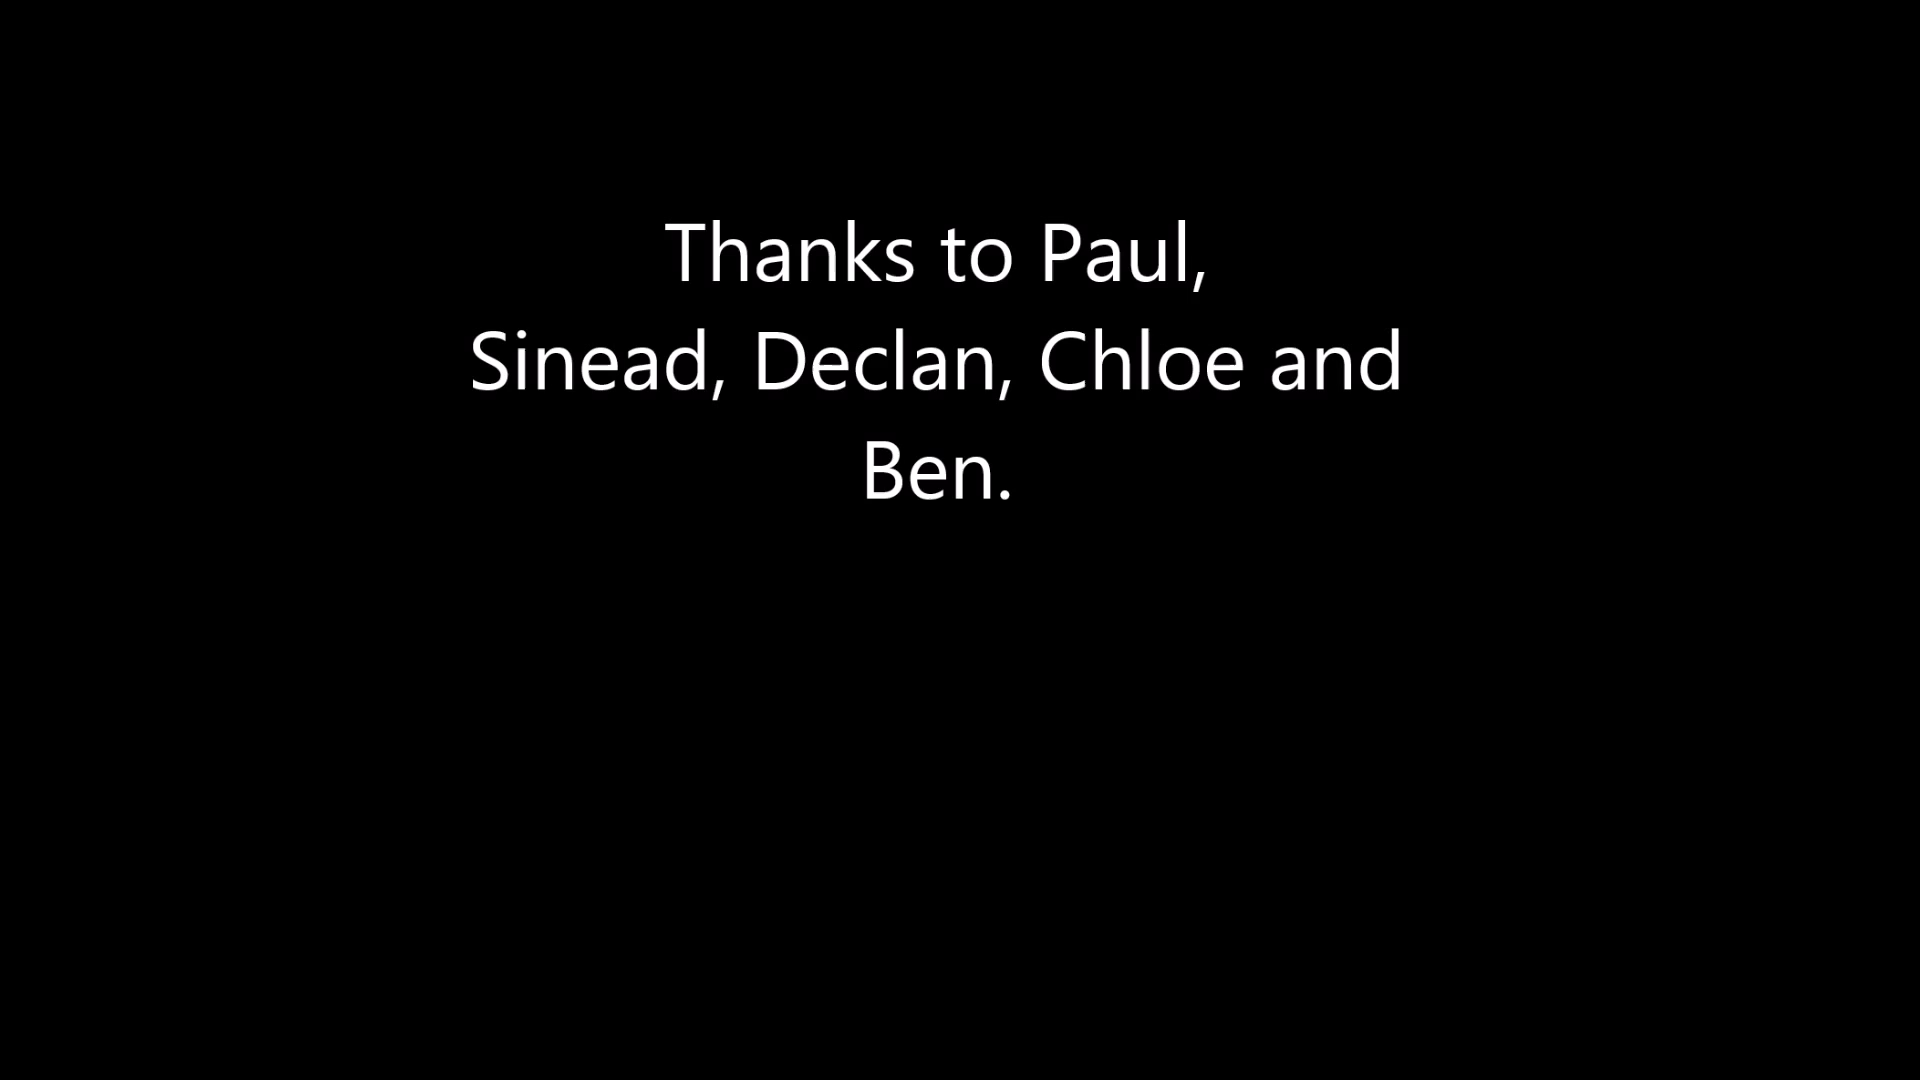 Thanks to Paul,
Sinead, Declan, Chloe and
Ben.